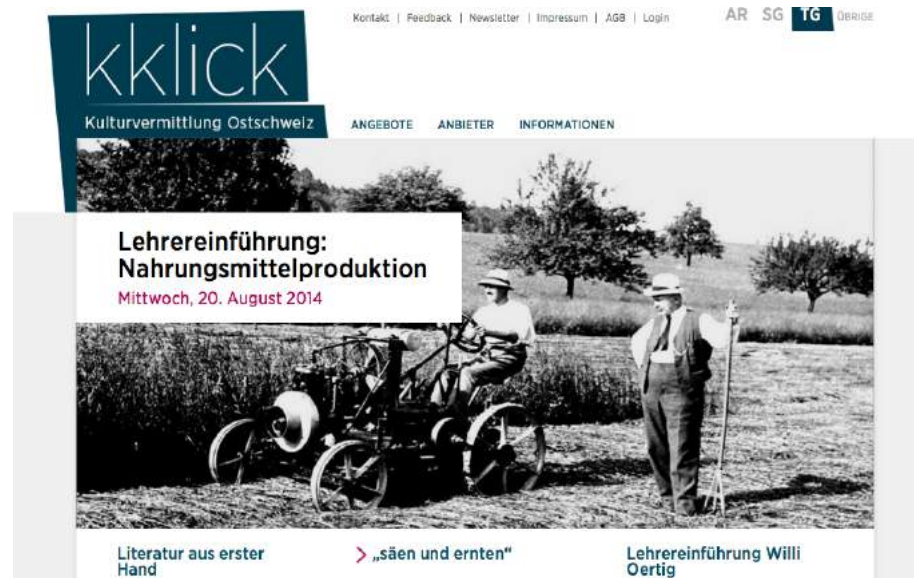 Kontakt | Feedback | Newsletter | Impressum | AGB | Login
AR SG TG ÜBRIGE
kklick
Kulturvermittlung Ostschweiz
ANGEBOTE ANBIETER INFORMATIONEN
Lehrereinführung:
Nahrungsmittelproduktion
Mittwoch, 20. August 2014
Literatur aus erster
Hand
„säen und ernten“
Lehrereinführung Willi
Oertig